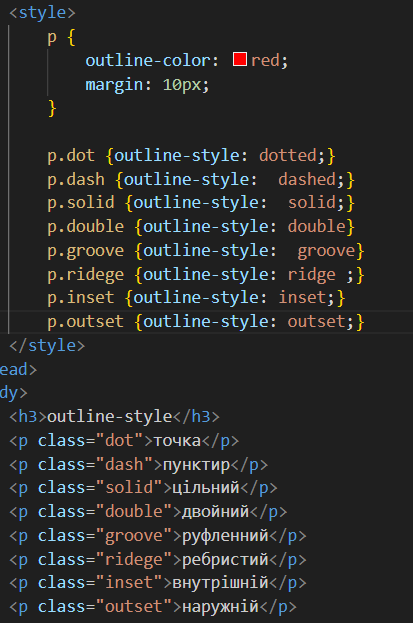 <style>
    p {
        outline-color: red;
        margin: 10px;
    }

    p.dot {outline-style: dotted;}
    p.dash {outline-style:  dashed;}
    p.solid {outline-style:  solid;}
    p.double {outline-style: double}
    p.groove {outline-style:  groove}
    p.ridege {outline-style: ridge ;}
    p.inset {outline-style: inset;}
    p.outset {outline-style: outset;}
</style>
ead>
dy>
<h3>outline-style</h3>
<p class="dot">точка</p>
<p class="dash">пунктир</p>
<p class="solid">цільний</p>
<p class="double">двойний</p>
<p class="groove">руфленний</p>
<p class="ridege">ребристий</p>
<p class="inset">внутрішній</p>
<p class="outset">наружній</p>